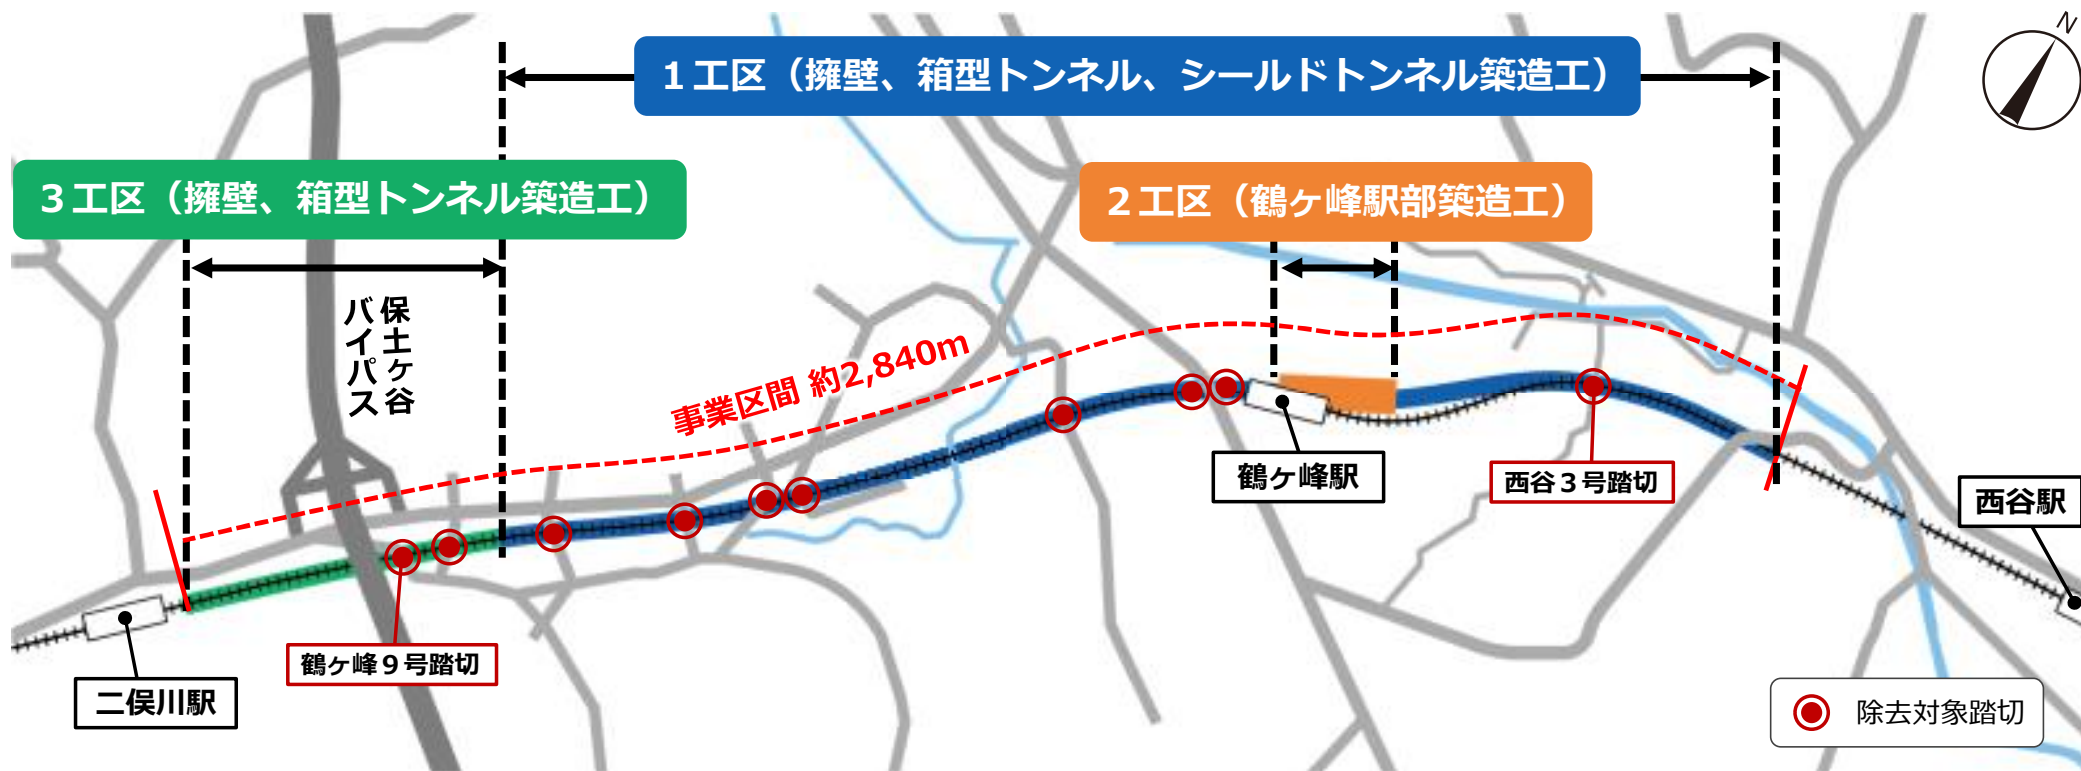 N
１工区（擁壁、箱型トンネル、シールドトンネル築造工）
３工区（擁壁、箱型トンネル築造工）
２工区（鶴ヶ峰駅部築造工）
保土ヶ谷
バイパス
事業区間 約2,840m
鶴ヶ峰駅
西谷３号踏切
西谷駅
鶴ヶ峰９号踏切
二俣川駅
除去対象踏切